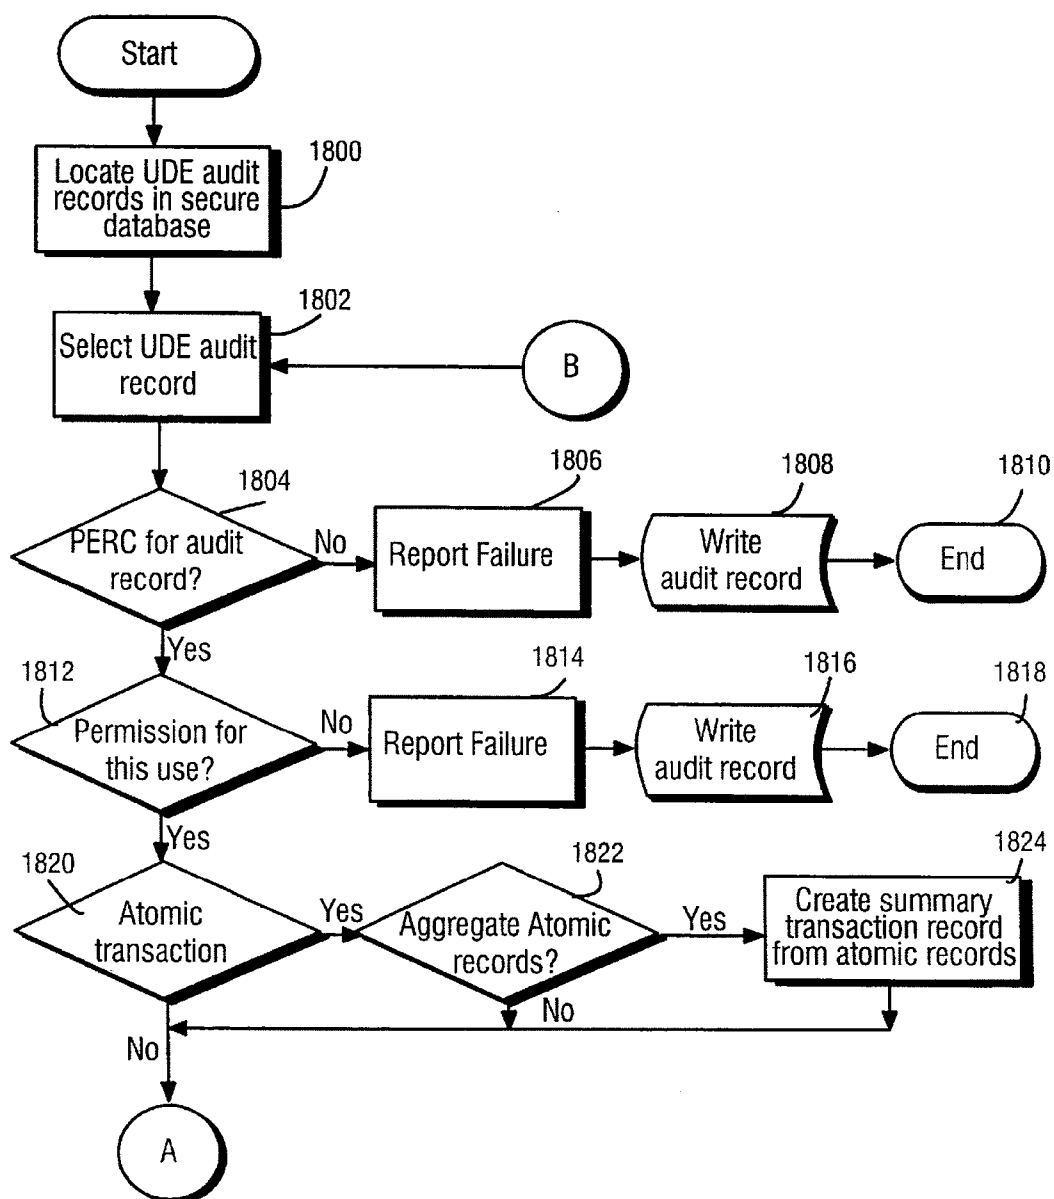 Start
1800
Locate UDE audit
records in secure
database
1802
Select UDE audit
record
B
1804
PERC for audit
record?
No
1806
Report Failure
1808
Write
audit record
1810
End
Yes
1812
Permission for
this use?
No
1814
Report Failure
1816
Write
audit record
1818
End
Yes
1820
Atomic
transaction
Yes
1822
Aggregate Atomic
records?
Yes
1824
Create summary
transaction record
from atomic records
No
No
A